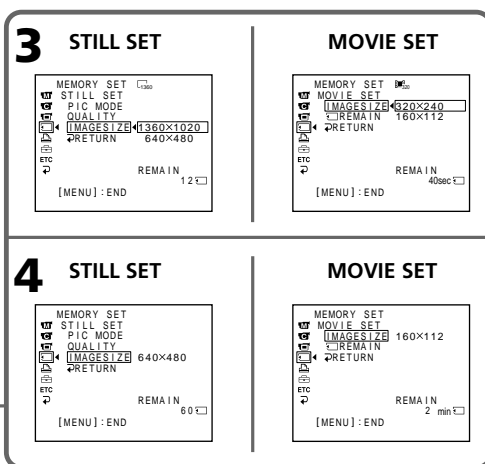 3 STILL SET
MEMORY SET 1360
STILL SET
PIC MODE
QUALITY
IMAGESIZE 1360×1020
RETURN 640×480
ETC
REMAIN
12
[MENU]:END
MOVIE SET
MEMORY SET 320
MOVIE SET
IMAGESIZE 320×240
REMAIN 160×112
RETURN
ETC
REMAIN
40sec
[MENU]:END
4 STILL SET
MEMORY SET
STILL SET
PIC MODE
QUALITY
IMAGESIZE 640×480
RETURN
ETC
REMAIN
60
[MENU]:END
MOVIE SET
MEMORY SET
MOVIE SET
IMAGESIZE 160×112
REMAIN
RETURN
ETC
REMAIN
2 min
[MENU]:END